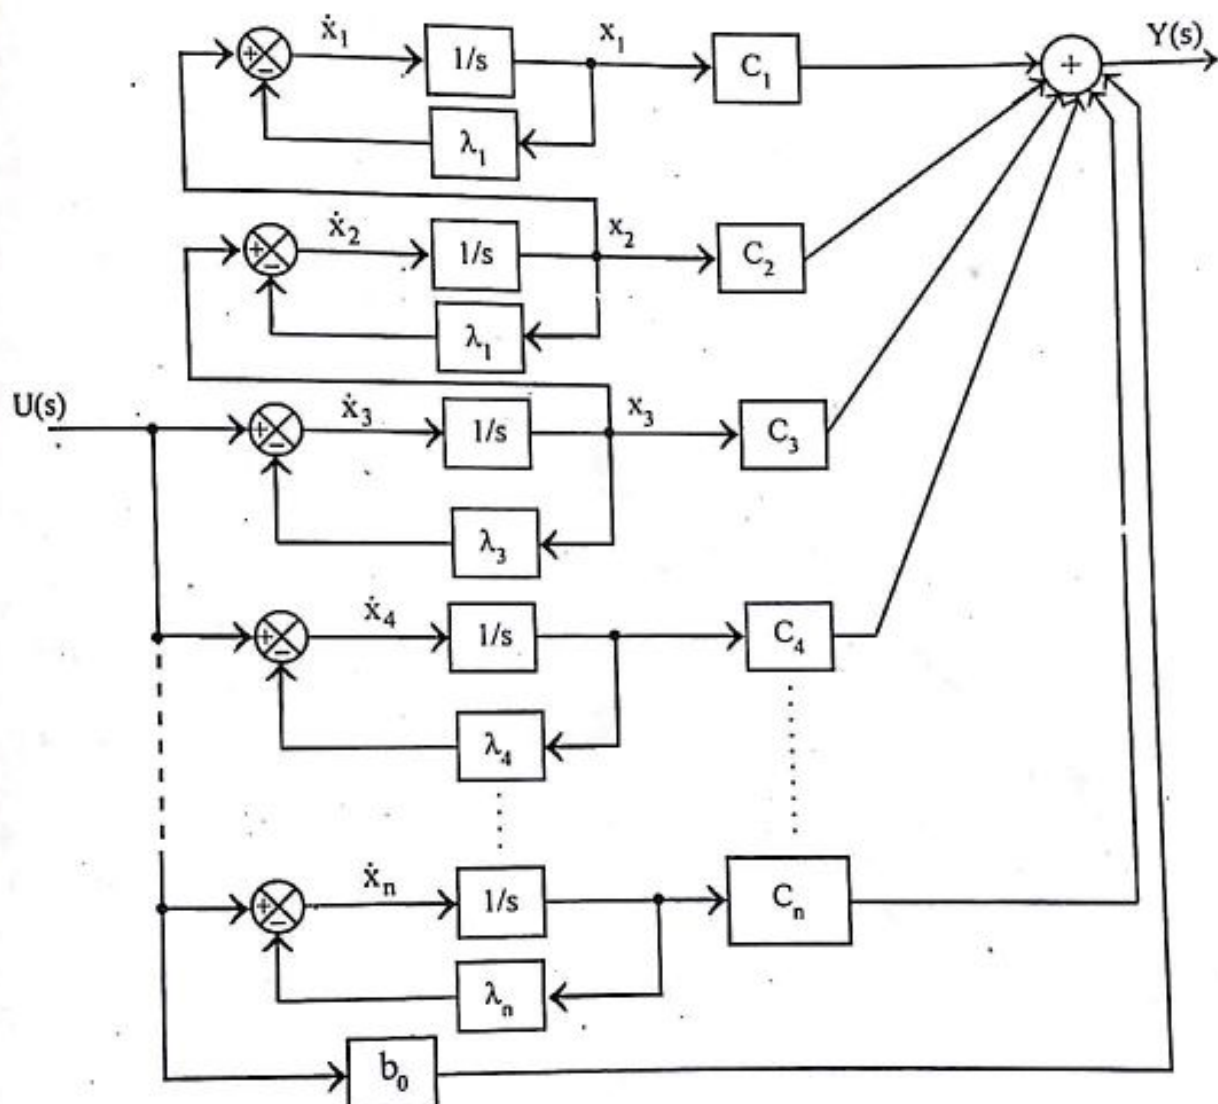 ẋ₁ 1/s x₁ C₁ + Y(s)
+ −
λ₁
ẋ₂ 1/s x₂ C₂
+ −
λ₁
U(s) ẋ₃ 1/s x₃ C₃
+ −
λ₃
ẋ₄ 1/s C₄
+ −
λ₄
ẋₙ 1/s Cₙ
+ −
λₙ
b₀